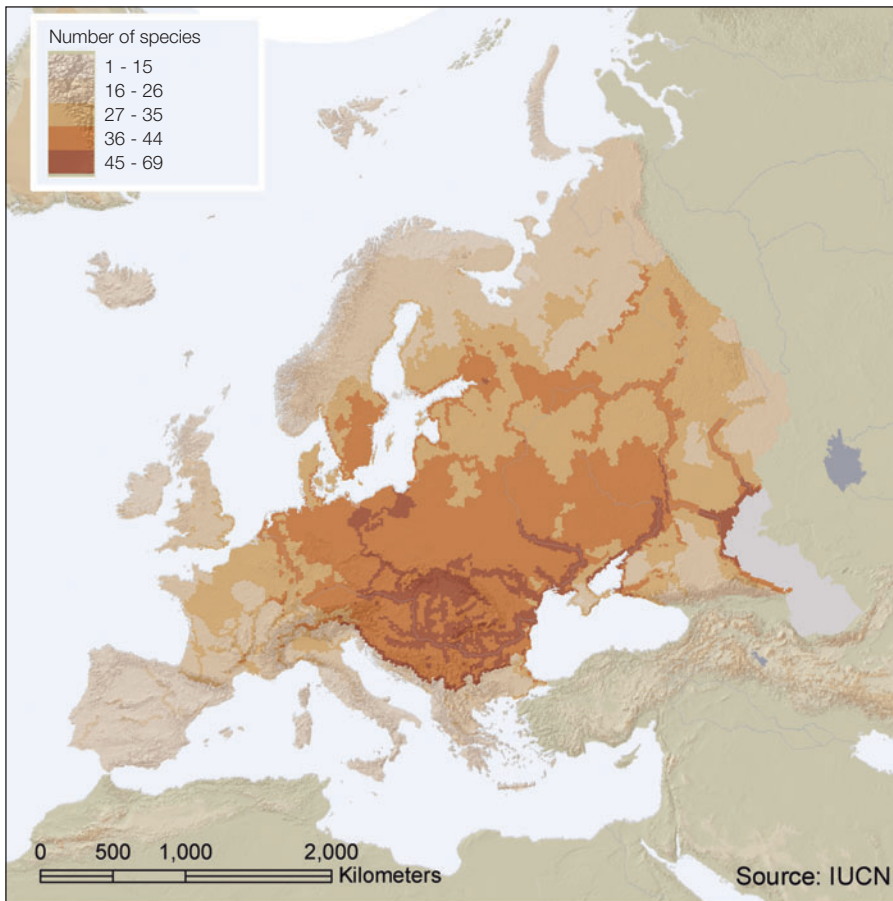 Number of species
1 - 15
16 - 26
27 - 35
36 - 44
45 - 69
0 500 1,000 2,000
Kilometers
Source: IUCN